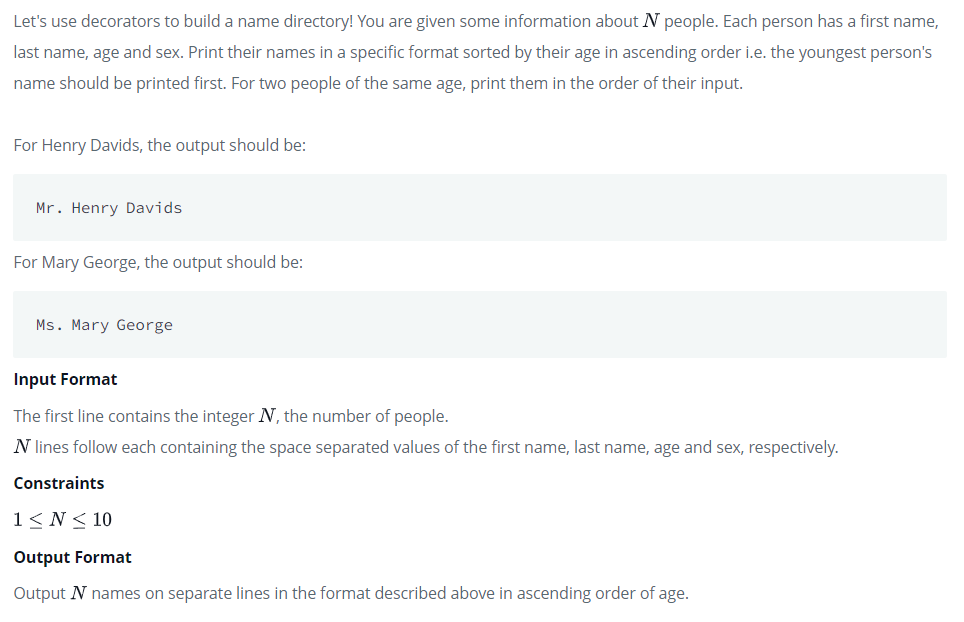 Let's use decorators to build a name directory! You are given some information about N people. Each person has a first name,
last name, age and sex. Print their names in a specific format sorted by their age in ascending order i.e. the youngest person's
name should be printed first. For two people of the same age, print them in the order of their input.
For Henry Davids, the output should be:
Mr. Henry Davids
For Mary George, the output should be:
Ms. Mary George
Input Format
The first line contains the integer N, the number of people.
N lines follow each containing the space separated values of the first name, last name, age and sex, respectively.
Constraints
1 ≤ N ≤ 10
Output Format
Output N names on separate lines in the format described above in ascending order of age.